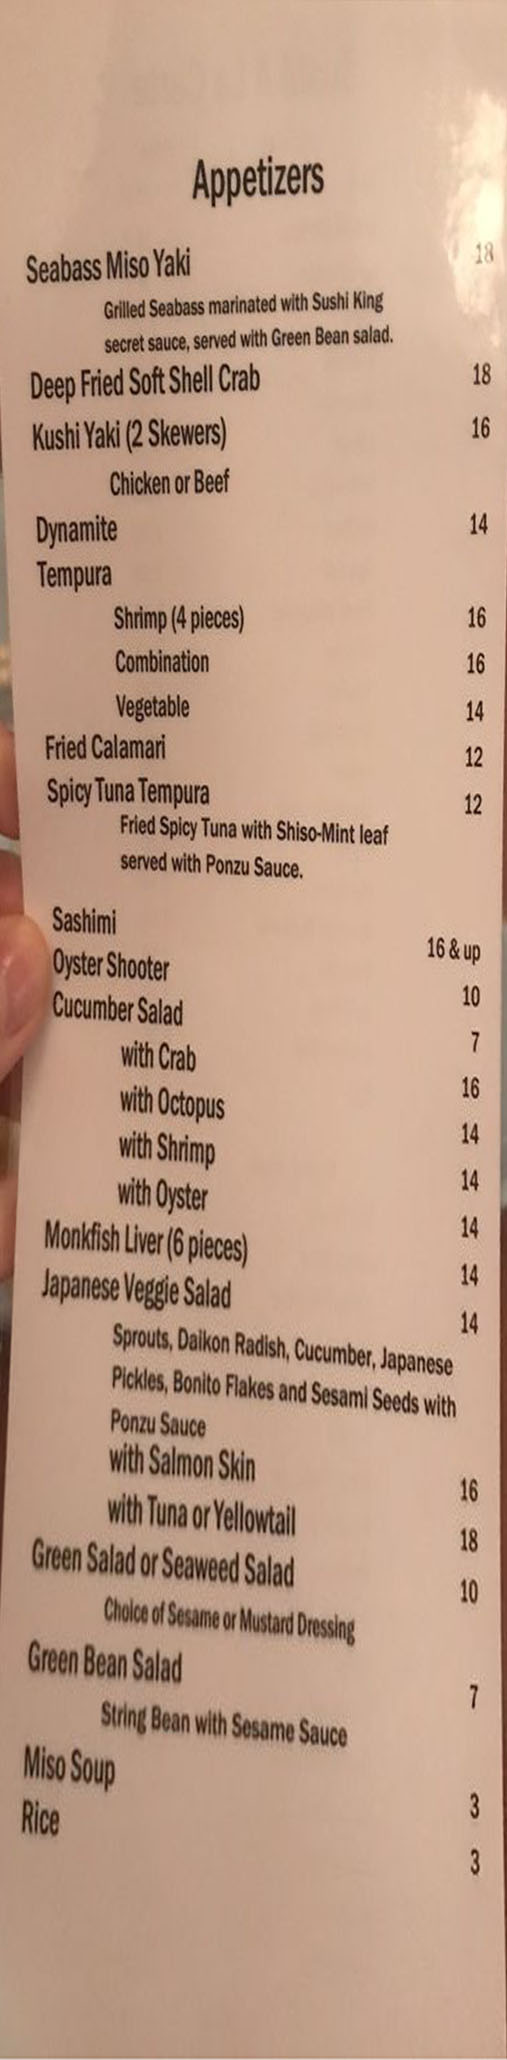 Appetizers
Seabass Miso Yaki 18
Grilled Seabass marinated with Sushi King
secret sauce, served with Green Bean salad.
Deep Fried Soft Shell Crab 18
Kushi Yaki (2 Skewers) 16
Chicken or Beef
Dynamite 14
Tempura
Shrimp (4 pieces) 16
Combination 16
Vegetable 14
Fried Calamari 12
Spicy Tuna Tempura 12
Fried Spicy Tuna with Shiso-Mint leaf
served with Ponzu Sauce.
Sashimi 16 & up
Oyster Shooter 10
Cucumber Salad 7
with Crab 16
with Octopus 14
with Shrimp 14
with Oyster 14
Monkfish Liver (6 pieces) 14
Japanese Veggie Salad 14
Sprouts, Daikon Radish, Cucumber, Japanese
Pickles, Bonito Flakes and Sesami Seeds with
Ponzu Sauce
with Salmon Skin 16
with Tuna or Yellowtail 18
Green Salad or Seaweed Salad 10
Choice of Sesame or Mustard Dressing
Green Bean Salad 7
String Bean with Sesame Sauce
Miso Soup 3
Rice 3